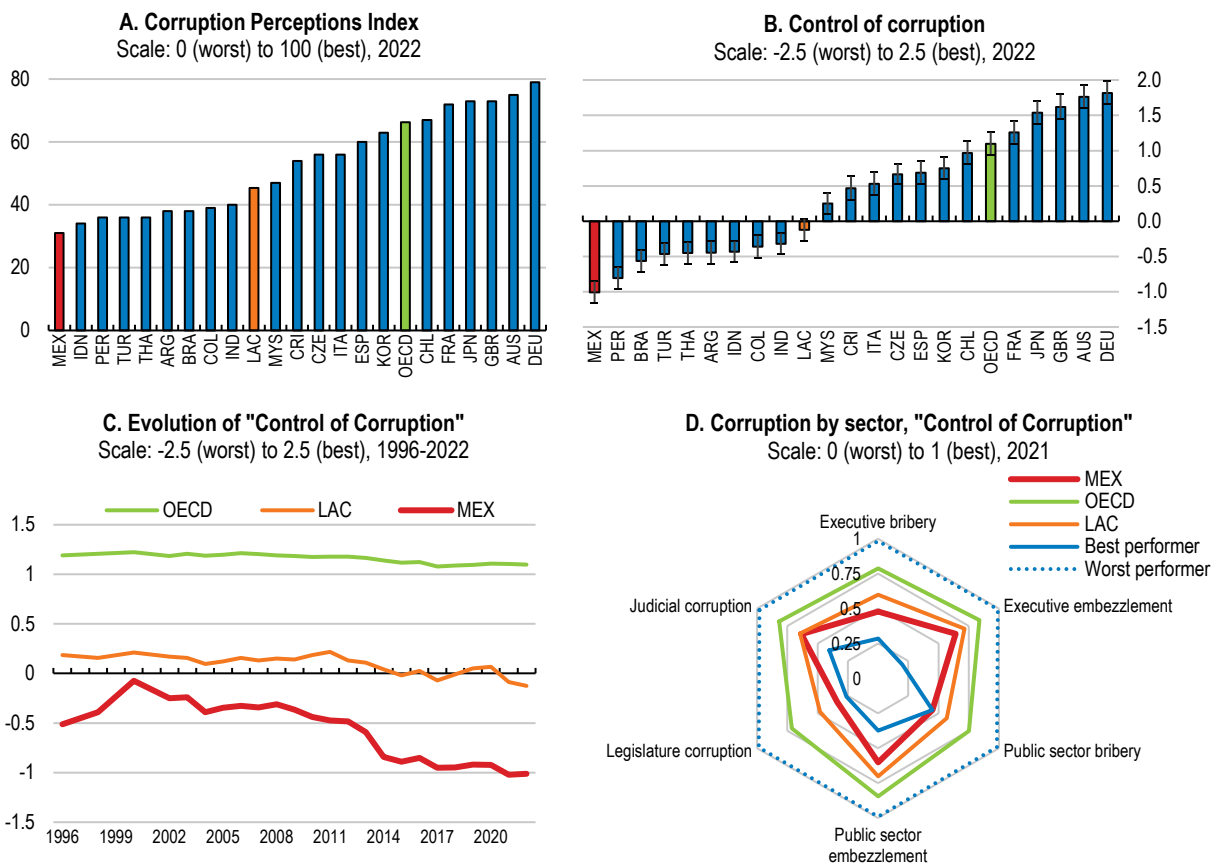 A. Corruption Perceptions Index
Scale: 0 (worst) to 100 (best), 2022
80
60
40
20
0
MEX
IDN
PER
TUR
THA
ARG
BRA
COL
IND
LAC
MYS
CRI
CZE
ITA
ESP
KOR
OECD
CHL
FRA
JPN
GBR
AUS
DEU
B. Control of corruption
Scale: -2.5 (worst) to 2.5 (best), 2022
2.0
1.5
1.0
0.5
0.0
-0.5
-1.0
-1.5
MEX
PER
BRA
TUR
THA
ARG
IDN
COL
IND
LAC
MYS
CRI
ITA
CZE
ESP
KOR
CHL
OECD
FRA
JPN
GBR
AUS
DEU
C. Evolution of "Control of Corruption"
Scale: -2.5 (worst) to 2.5 (best), 1996-2022
OECD
LAC
MEX
1.5
1
0.5
0
-0.5
-1
-1.5
1996
1999
2002
2005
2008
2011
2014
2017
2020
D. Corruption by sector, "Control of Corruption"
Scale: 0 (worst) to 1 (best), 2021
MEX
OECD
LAC
Best performer
Worst performer
Executive bribery
1
0.75
0.5
0.25
0
Judicial corruption
Executive embezzlement
Legislature corruption
Public sector bribery
Public sector
embezzlement